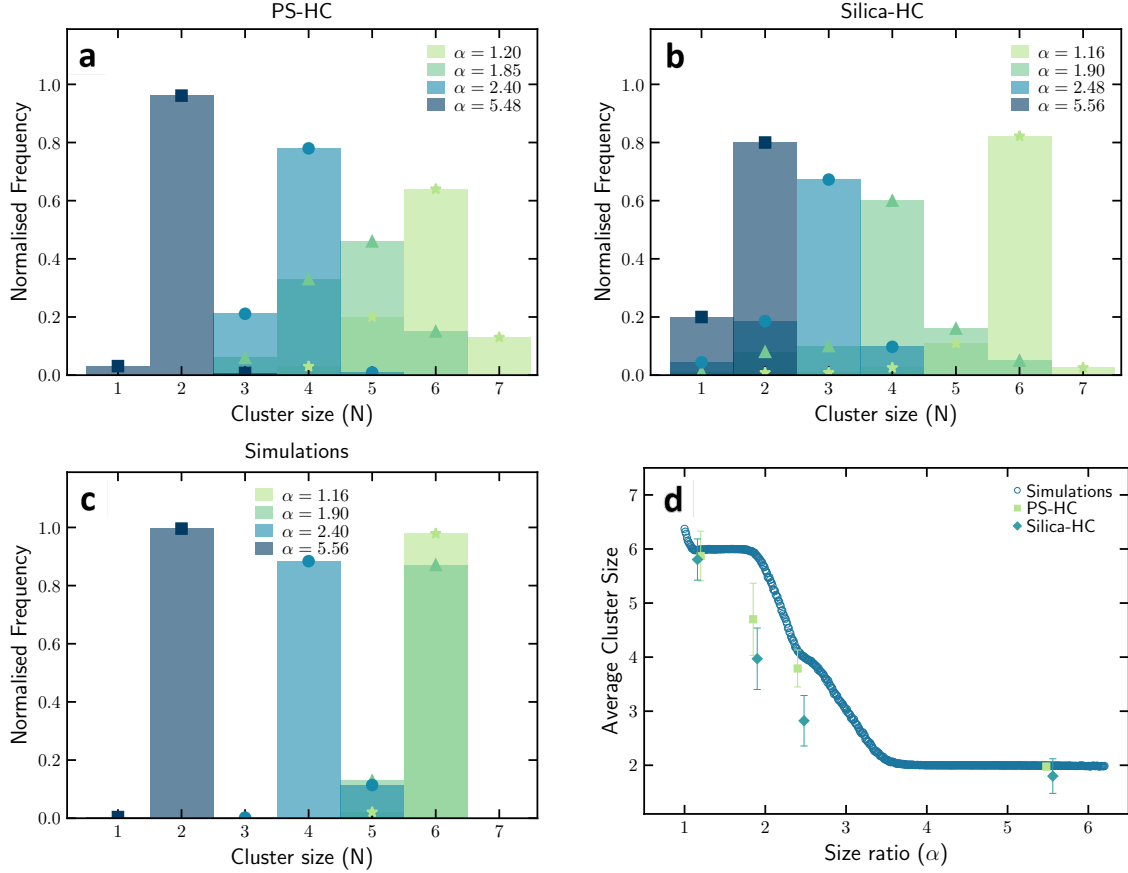 PS-HC
a
α = 1.20
α = 1.85
α = 2.40
α = 5.48
Normalised Frequency
1.0
0.8
0.6
0.4
0.2
0.0
1 2 3 4 5 6 7
Cluster size (N)
Silica-HC
b
α = 1.16
α = 1.90
α = 2.48
α = 5.56
Normalised Frequency
1.0
0.8
0.6
0.4
0.2
0.0
1 2 3 4 5 6 7
Cluster size (N)
Simulations
c
α = 1.16
α = 1.90
α = 2.40
α = 5.56
Normalised Frequency
1.0
0.8
0.6
0.4
0.2
0.0
1 2 3 4 5 6 7
Cluster size (N)
d
Simulations
PS-HC
Silica-HC
Average Cluster Size
7
6
5
4
3
2
1 2 3 4 5 6
Size ratio (α)